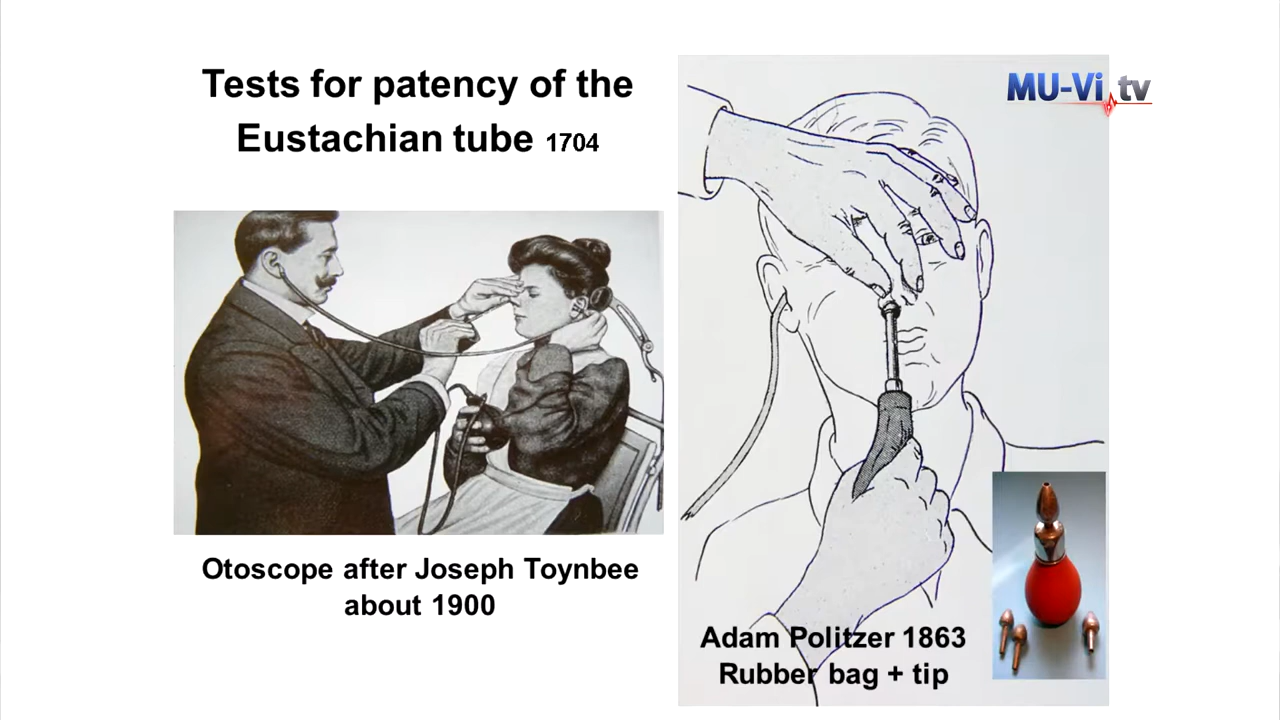 Tests for patency of the
Eustachian tube 1704
MU-Vi.tv
Otoscope after Joseph Toynbee
about 1900
Adam Politzer 1863
Rubber bag + tip